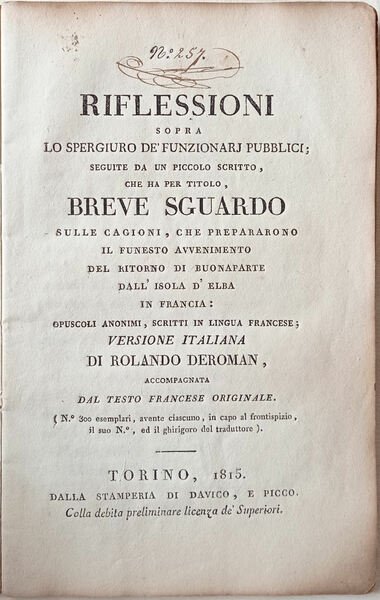 N.º 257.
RIFLESSIONI
SOPRA
LO SPERGIURO DE' FUNZIONARJ PUBBLICI;
SEGUITE DA UN PICCOLO SCRITTO,
CHE HA PER TITOLO,
BREVE SGUARDO
SULLE CAGIONI, CHE PREPARARONO
IL FUNESTO AVVENIMENTO
DEL RITORNO DI BUONAPARTE
DALL' ISOLA D' ELBA
IN FRANCIA:
OPUSCOLI ANONIMI, SCRITTI IN LINGUA FRANCESE;
VERSIONE ITALIANA
DI ROLANDO DEROMAN,
ACCOMPAGNATA
DAL TESTO FRANCESE ORIGINALE.
( N.º 300 esemplari, avente ciascuno, in capo al frontispizio,
il suo N.º, ed il ghirigoro del traduttore ).
TORINO, 1815.
DALLA STAMPERIA DI DAVICO, E PICCO.
Colla debita preliminare licenza de' Superiori.